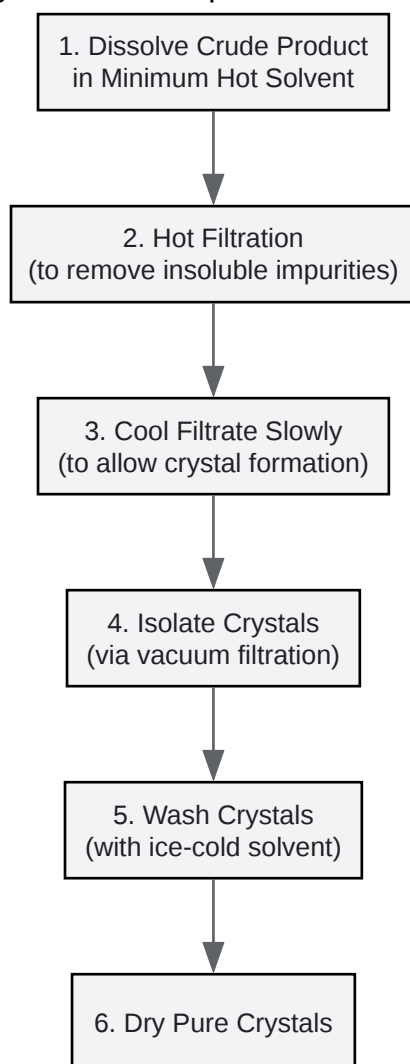 1. Dissolve Crude Product
in Minimum Hot Solvent
2. Hot Filtration
(to remove insoluble impurities)
3. Cool Filtrate Slowly
(to allow crystal formation)
4. Isolate Crystals
(via vacuum filtration)
5. Wash Crystals
(with ice-cold solvent)
6. Dry Pure Crystals